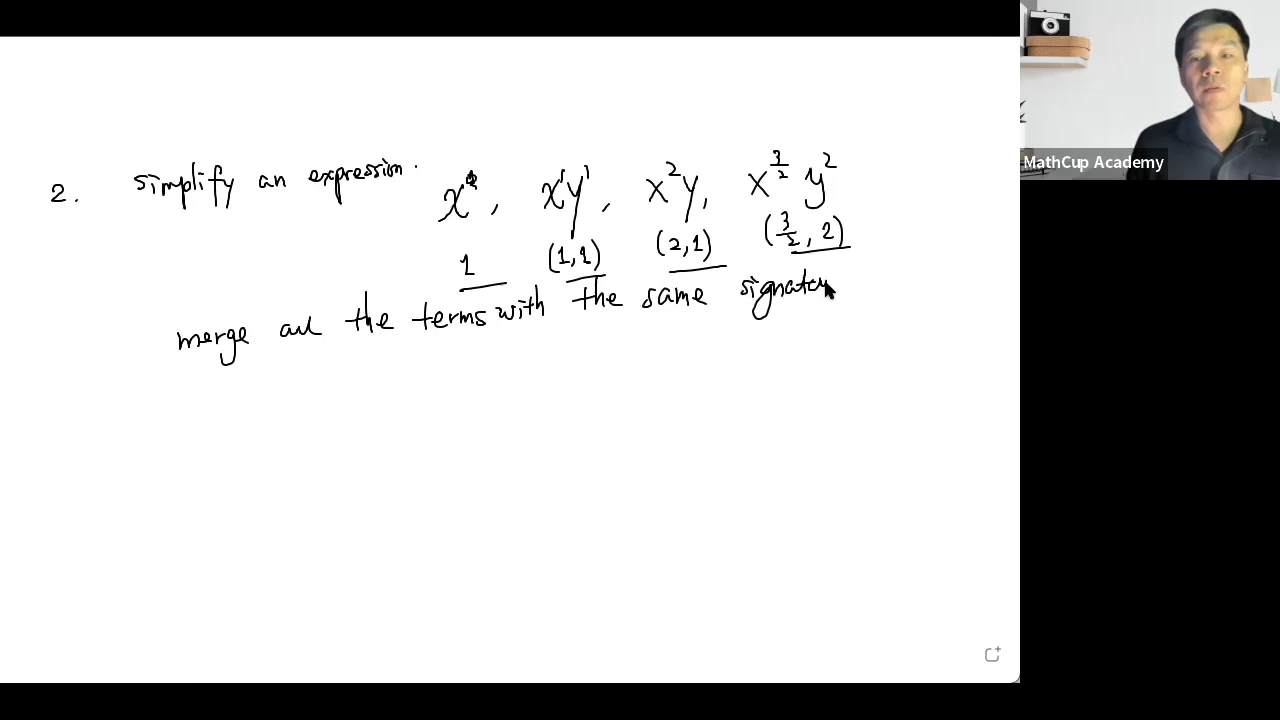 2. simplify an expression.
x¹, x¹y¹, x²y, x^{3/2} y²
1 (1,1) (2,1) (3/2, 2)
merge all the terms with the same signatur
MathCup Academy